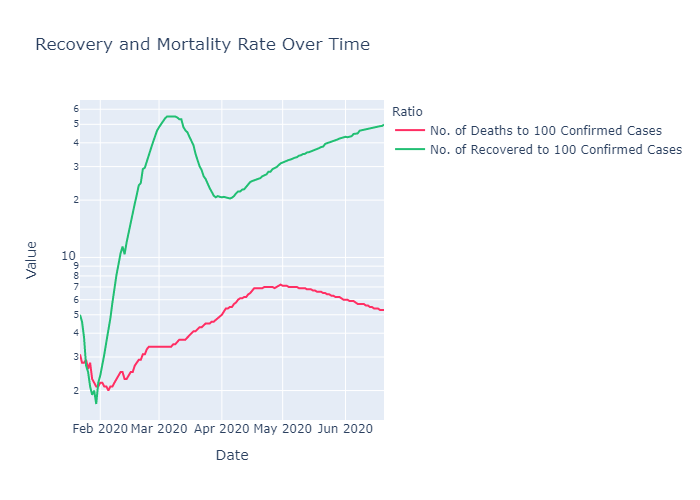 Recovery and Mortality Rate Over Time
Ratio
No. of Deaths to 100 Confirmed Cases
No. of Recovered to 100 Confirmed Cases
Value
6
5
4
3
2
10
9
8
7
6
5
4
3
2
Feb 2020 Mar 2020 Apr 2020 May 2020 Jun 2020
Date